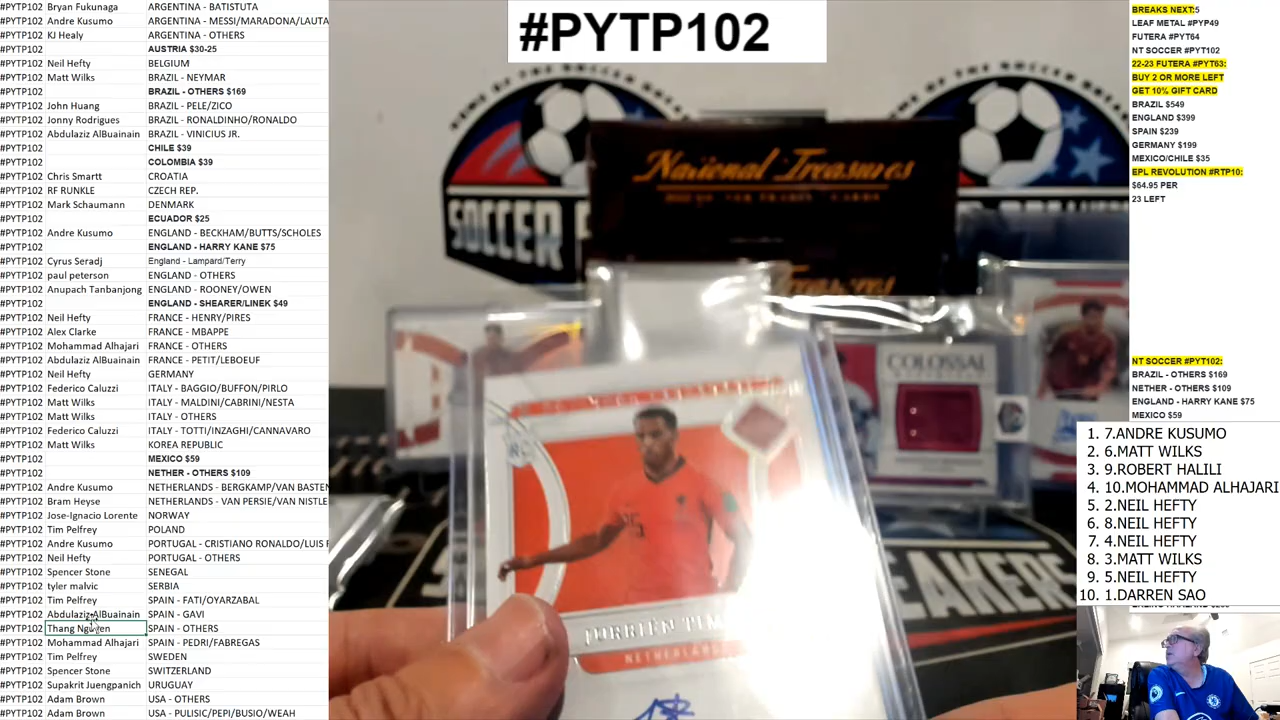 #PYTP102 Bryan Fukunaga ARGENTINA - BATISTUTA
#PYTP102 Andre Kusumo ARGENTINA - MESSI/MARADONA/LAUTA
#PYTP102 KJ Healy ARGENTINA - OTHERS
#PYTP102 AUSTRIA $30-25
#PYTP102 Neil Hefty BELGIUM
#PYTP102 Matt Wilks BRAZIL - NEYMAR
#PYTP102 BRAZIL - OTHERS $169
#PYTP102 John Huang BRAZIL - PELE/ZICO
#PYTP102 Jonny Rodrigues BRAZIL - RONALDINHO/RONALDO
#PYTP102 Abdulaziz AlBuainain BRAZIL - VINICIUS JR.
#PYTP102 CHILE $39
#PYTP102 COLOMBIA $39
#PYTP102 Chris Smartt CROATIA
#PYTP102 RF RUNKLE CZECH REP.
#PYTP102 Mark Schaumann DENMARK
#PYTP102 ECUADOR $25
#PYTP102 Andre Kusumo ENGLAND - BECKHAM/BUTTS/SCHOLES
#PYTP102 ENGLAND - HARRY KANE $75
#PYTP102 Cyrus Seradj England - Lampard/Terry
#PYTP102 paul peterson ENGLAND - OTHERS
#PYTP102 Anupach Tanbanjong ENGLAND - ROONEY/OWEN
#PYTP102 ENGLAND - SHEARER/LINEK $49
#PYTP102 Neil Hefty FRANCE - HENRY/PIRES
#PYTP102 Alex Clarke FRANCE - MBAPPE
#PYTP102 Mohammad Alhajari FRANCE - OTHERS
#PYTP102 Abdulaziz AlBuainain FRANCE - PETIT/LEBOEUF
#PYTP102 Neil Hefty GERMANY
#PYTP102 Federico Caluzzi ITALY - BAGGIO/BUFFON/PIRLO
#PYTP102 Matt Wilks ITALY - MALDINI/CABRINI/NESTA
#PYTP102 Matt Wilks ITALY - OTHERS
#PYTP102 Federico Caluzzi ITALY - TOTTI/INZAGHI/CANNAVARO
#PYTP102 Matt Wilks KOREA REPUBLIC
#PYTP102 MEXICO $59
#PYTP102 NETHER - OTHERS $109
#PYTP102 Andre Kusumo NETHERLANDS - BERGKAMP/VAN BASTEN
#PYTP102 Bram Heyse NETHERLANDS - VAN PERSIE/VAN NISTLE
#PYTP102 Jose-Ignacio Lorente NORWAY
#PYTP102 Tim Pelfrey POLAND
#PYTP102 Andre Kusumo PORTUGAL - CRISTIANO RONALDO/LUIS F
#PYTP102 Neil Hefty PORTUGAL - OTHERS
#PYTP102 Spencer Stone SENEGAL
#PYTP102 tyler malvic SERBIA
#PYTP102 Tim Pelfrey SPAIN - FATI/OYARZABAL
#PYTP102 Abdulaziz AlBuainain SPAIN - GAVI
#PYTP102 Thang Nguyen SPAIN - OTHERS
#PYTP102 Mohammad Alhajari SPAIN - PEDRI/FABREGAS
#PYTP102 Tim Pelfrey SWEDEN
#PYTP102 Spencer Stone SWITZERLAND
#PYTP102 Supakrit Juengpanich URUGUAY
#PYTP102 Adam Brown USA - OTHERS
#PYTP102 Adam Brown USA - PULISIC/PEPI/BUSIO/WEAH
#PYTP102
National Treasures
SOCCER
COLOSSAL
NETHERLAND
BREAKS NEXT:5
LEAF METAL #PYP49
FUTERA #PYT64
NT SOCCER #PYT102
22-23 FUTERA #PYT63:
BUY 2 OR MORE LEFT
GET 10% GIFT CARD
BRAZIL $549
ENGLAND $399
SPAIN $239
GERMANY $199
MEXICO/CHILE $35
EPL REVOLUTION #RTP10:
$64.95 PER
23 LEFT
NT SOCCER #PYT102:
BRAZIL - OTHERS $169
NETHER - OTHERS $109
ENGLAND - HARRY KANE $75
MEXICO $59
1. 7.ANDRE KUSUMO
2. 6.MATT WILKS
3. 9.ROBERT HALILI
4. 10.MOHAMMAD ALHAJARI
5. 2.NEIL HEFTY
6. 8.NEIL HEFTY
7. 4.NEIL HEFTY
8. 3.MATT WILKS
9. 5.NEIL HEFTY
10. 1.DARREN SAO